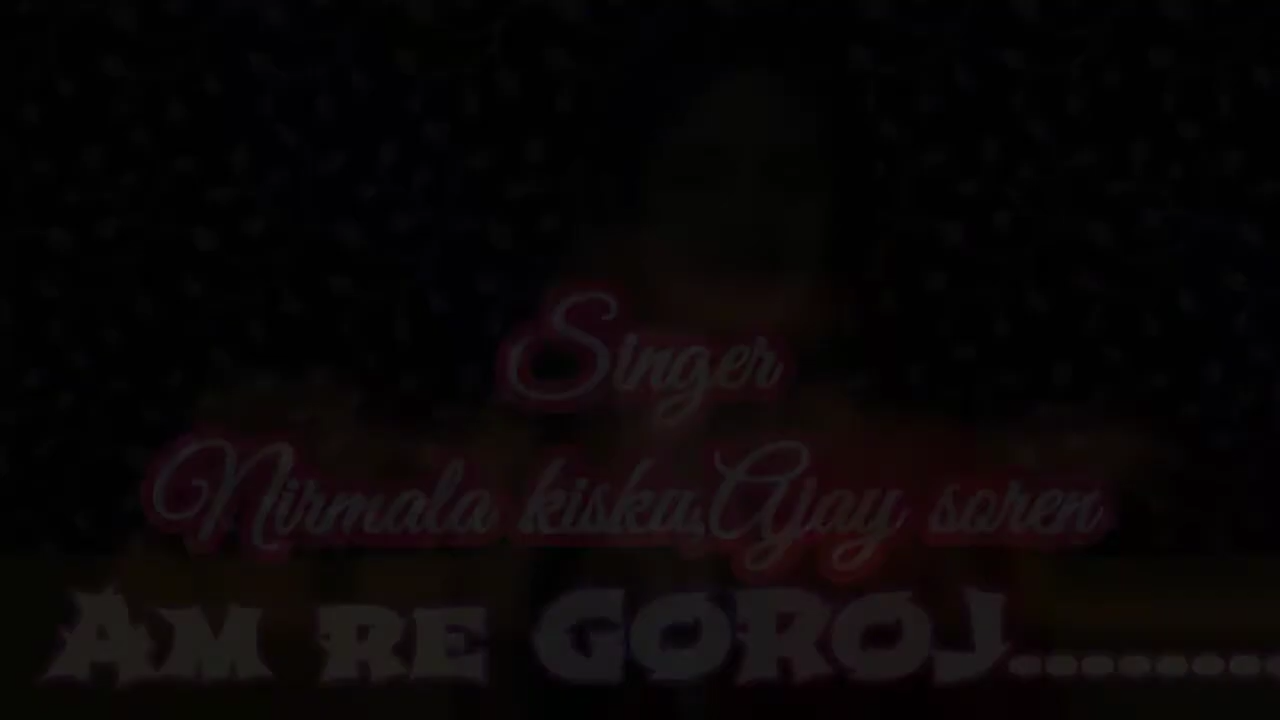 Singer
Nirmala kisku,Ajay soren
Am re GOROJ.........